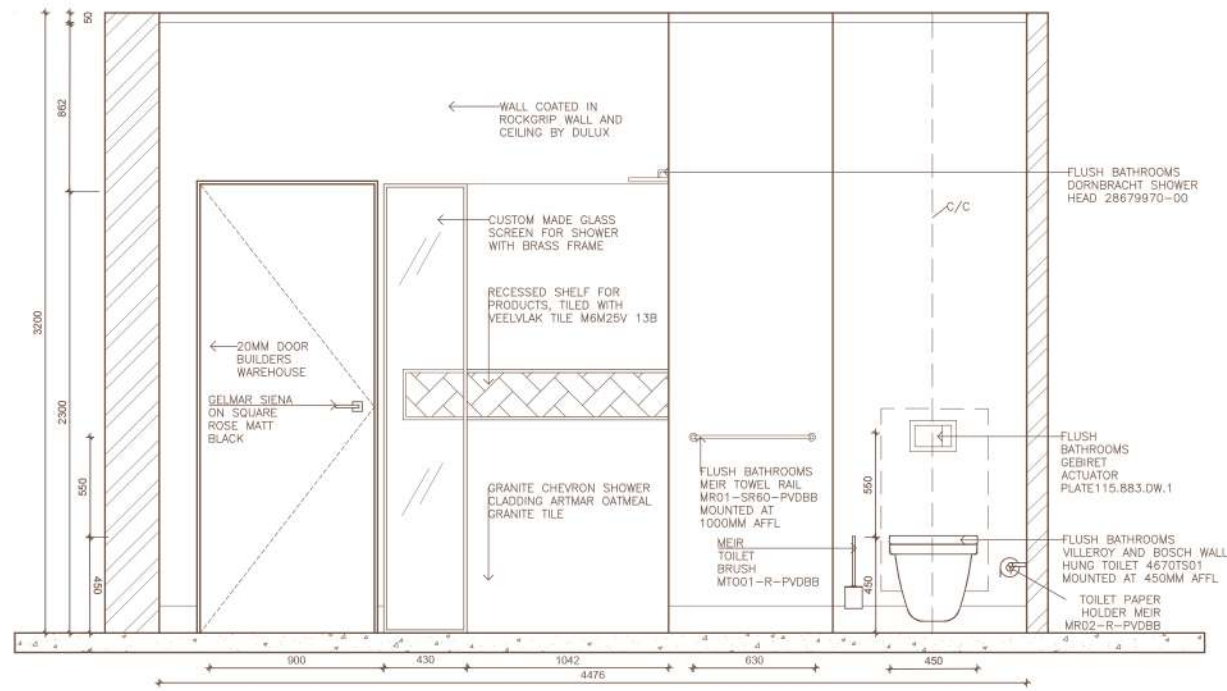 50
862
3200
2300
550
450
WALL COATED IN
ROCKGRIP WALL AND
CEILING BY DULUX
FLUSH BATHROOMS
DORNBRACHT SHOWER
HEAD 28679970-00
C/C
CUSTOM MADE GLASS
SCREEN FOR SHOWER
WITH BRASS FRAME
RECESSED SHELF FOR
PRODUCTS, TILED WITH
VEELVLAK TILE M6M25V 13B
20MM DOOR
BUILDERS
WAREHOUSE
GELMAR SIENA
ON SQUARE
ROSE MATT
BLACK
GRANITE CHEVRON SHOWER
CLADDING ARTMAR OATMEAL
GRANITE TILE
FLUSH BATHROOMS
MEIR TOWEL RAIL
MR01-SR60-PVDBB
MOUNTED AT
1000MM AFFL
MEIR
TOILET
BRUSH
MTO01-R-PVDBB
550
450
FLUSH
BATHROOMS
GEBIRET
ACTUATOR
PLATE115.883.DW.1
FLUSH BATHROOMS
VILLEROY AND BOSCH WALL
HUNG TOILET 4670TS01
MOUNTED AT 450MM AFFL
TOILET PAPER
HOLDER MEIR
MR02-R-PVDBB
900
430
1042
630
450
4476